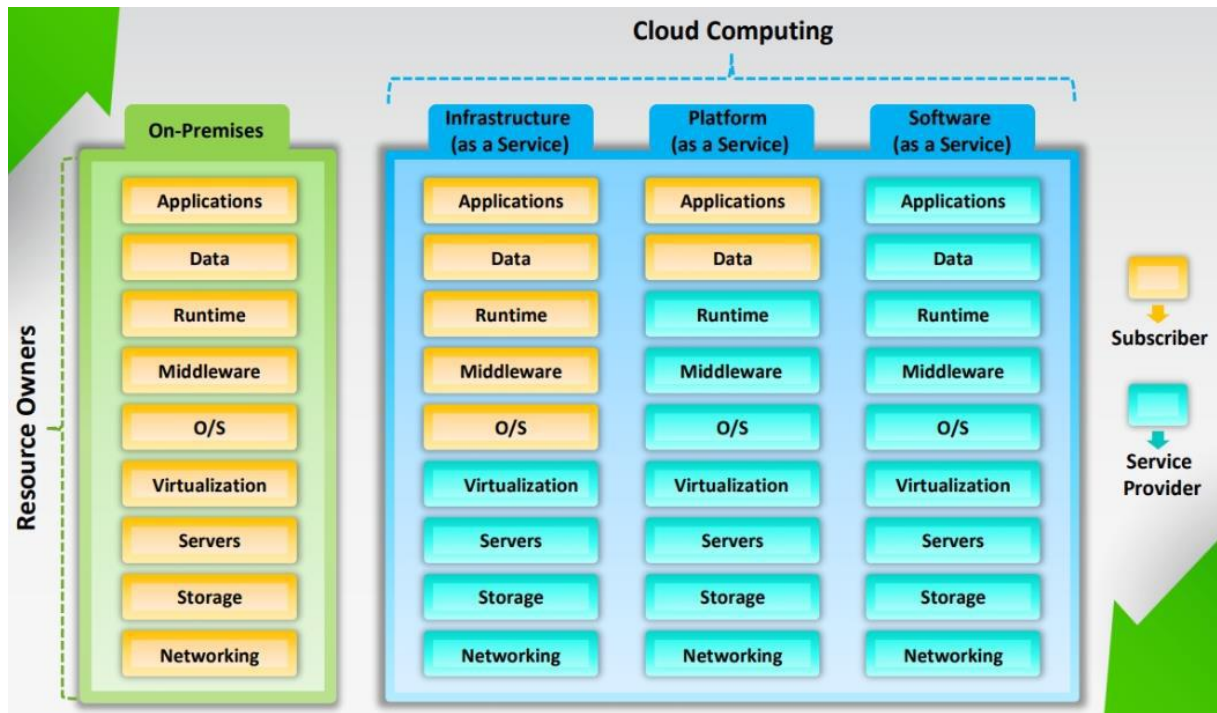 Cloud Computing
On-Premises
Infrastructure
(as a Service)
Platform
(as a Service)
Software
(as a Service)
Resource Owners
Applications
Data
Runtime
Middleware
O/S
Virtualization
Servers
Storage
Networking
Applications
Data
Runtime
Middleware
O/S
Virtualization
Servers
Storage
Networking
Applications
Data
Runtime
Middleware
O/S
Virtualization
Servers
Storage
Networking
Applications
Data
Runtime
Middleware
O/S
Virtualization
Servers
Storage
Networking
Subscriber
Service
Provider